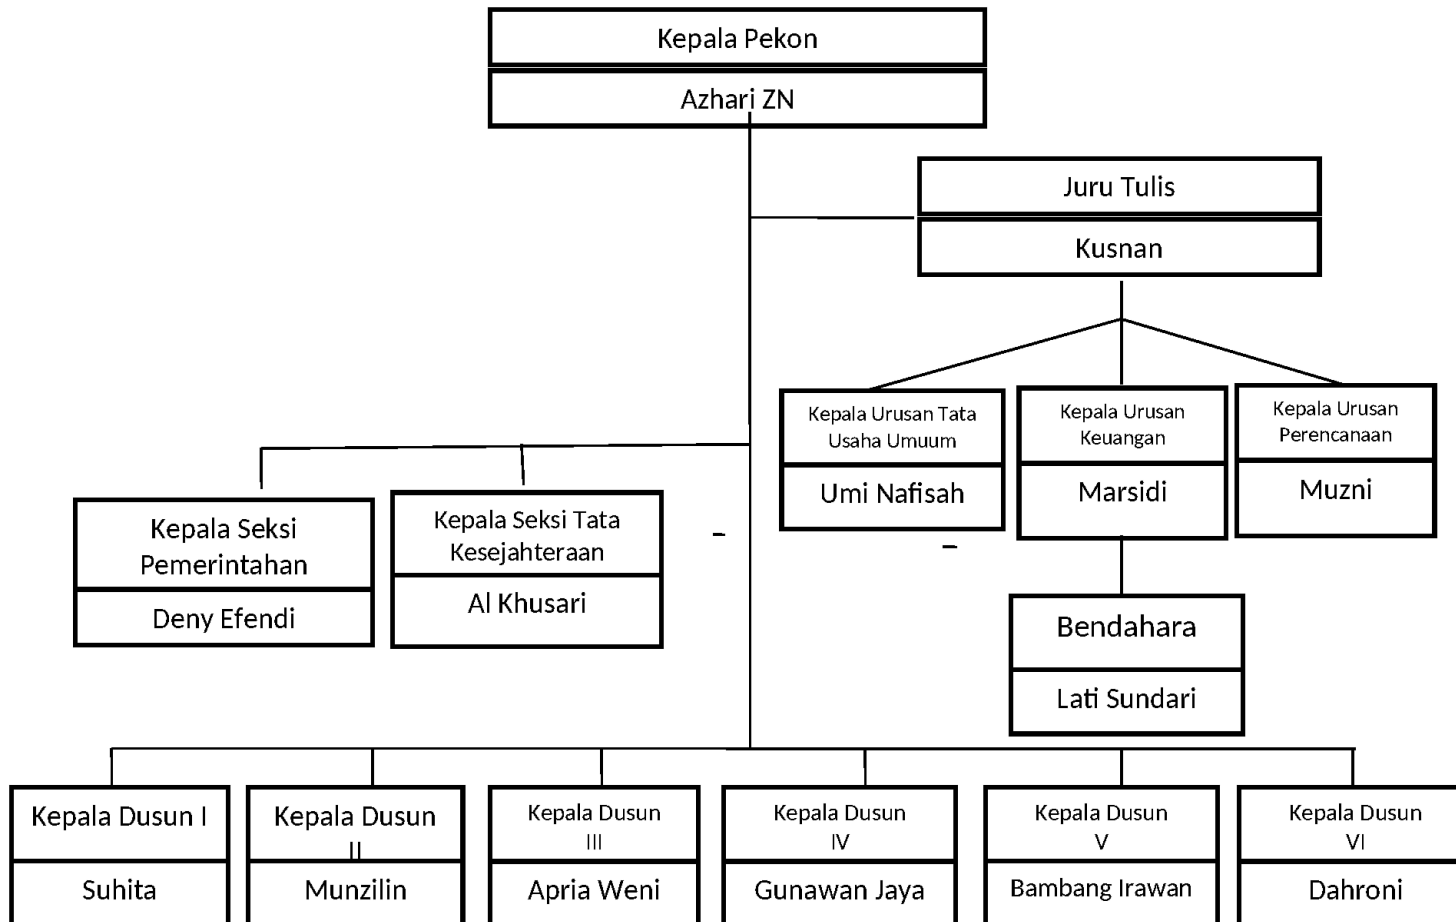 Kepala Pekon
Azhari ZN
Juru Tulis
Kusnan
Kepala Urusan Tata
Usaha Umuum
Umi Nafisah
Kepala Urusan
Keuangan
Marsidi
Kepala Urusan
Perencanaan
Muzni
Kepala Seksi
Pemerintahan
Deny Efendi
Kepala Seksi Tata
Kesejahteraan
Al Khusari
Bendahara
Lati Sundari
Kepala Dusun I
Suhita
Kepala Dusun
II
Munzilin
Kepala Dusun
III
Apria Weni
Kepala Dusun
IV
Gunawan Jaya
Kepala Dusun
V
Bambang Irawan
Kepala Dusun
VI
Dahroni